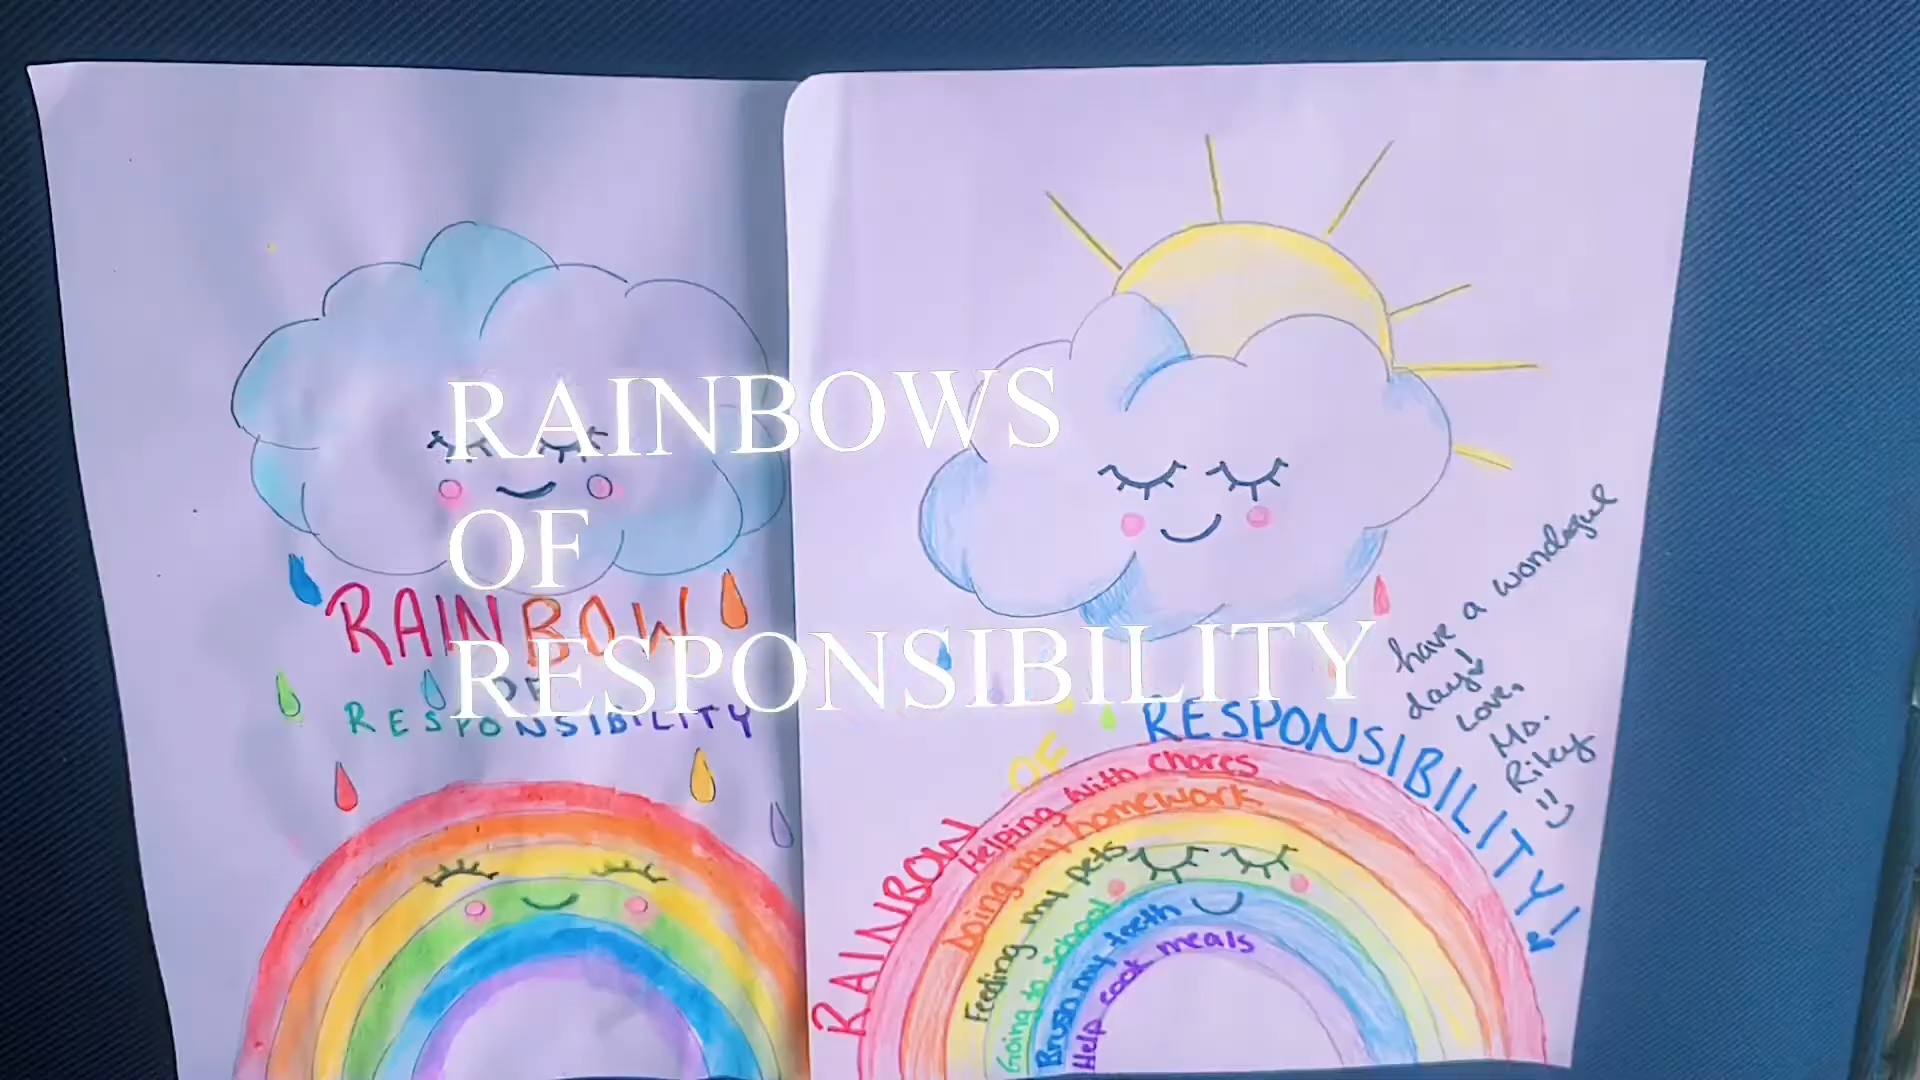 RAINBOWS
OF
RESPONSIBILITY
RAINBOW
OF
RESPONSIBILITY
RAINBOW OF RESPONSIBILITY!
Helping with chores
Doing my homework
Feeding my pets
Going to school
Brush my teeth
Help cook meals
have a wondeful
day!
Love,
Ms.
Riley